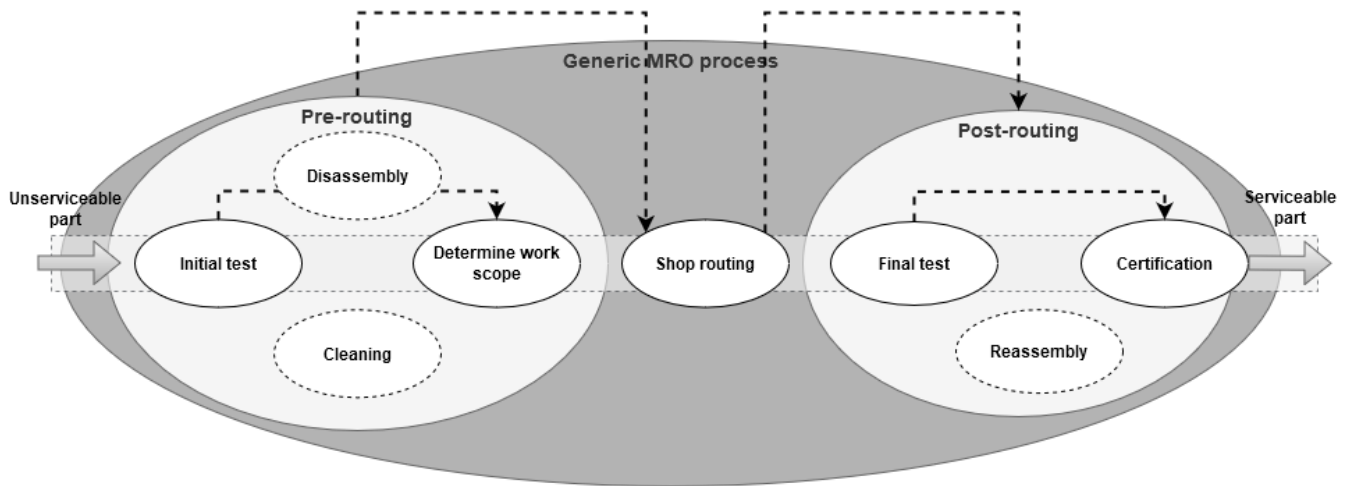 Generic MRO process
Pre-routing
Post-routing
Disassembly
Unserviceable
part
Serviceable
part
Initial test
Determine work
scope
Shop routing
Final test
Certification
Cleaning
Reassembly